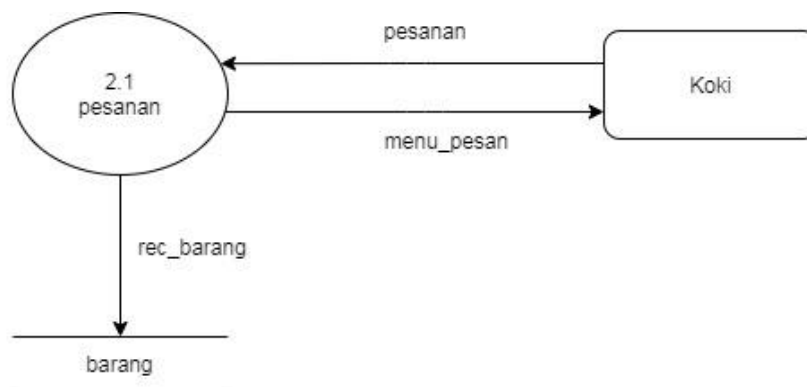 pesanan
2.1
pesanan
Koki
menu_pesan
rec_barang
barang